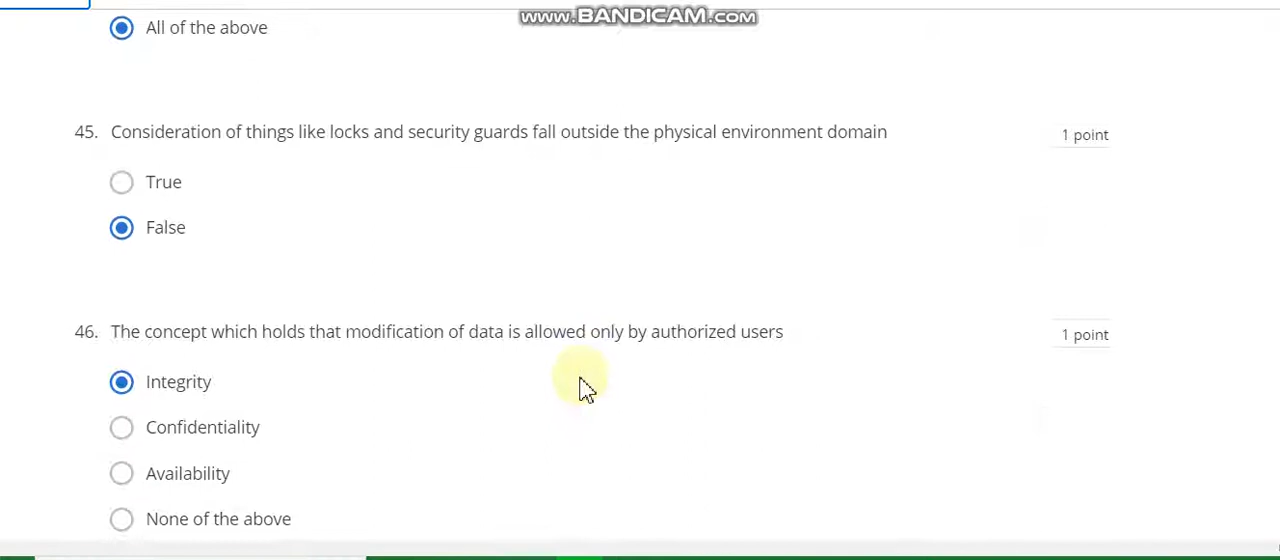 www.BANDICAM.com
All of the above
45. Consideration of things like locks and security guards fall outside the physical environment domain
1 point
True
False
46. The concept which holds that modification of data is allowed only by authorized users
1 point
Integrity
Confidentiality
Availability
None of the above